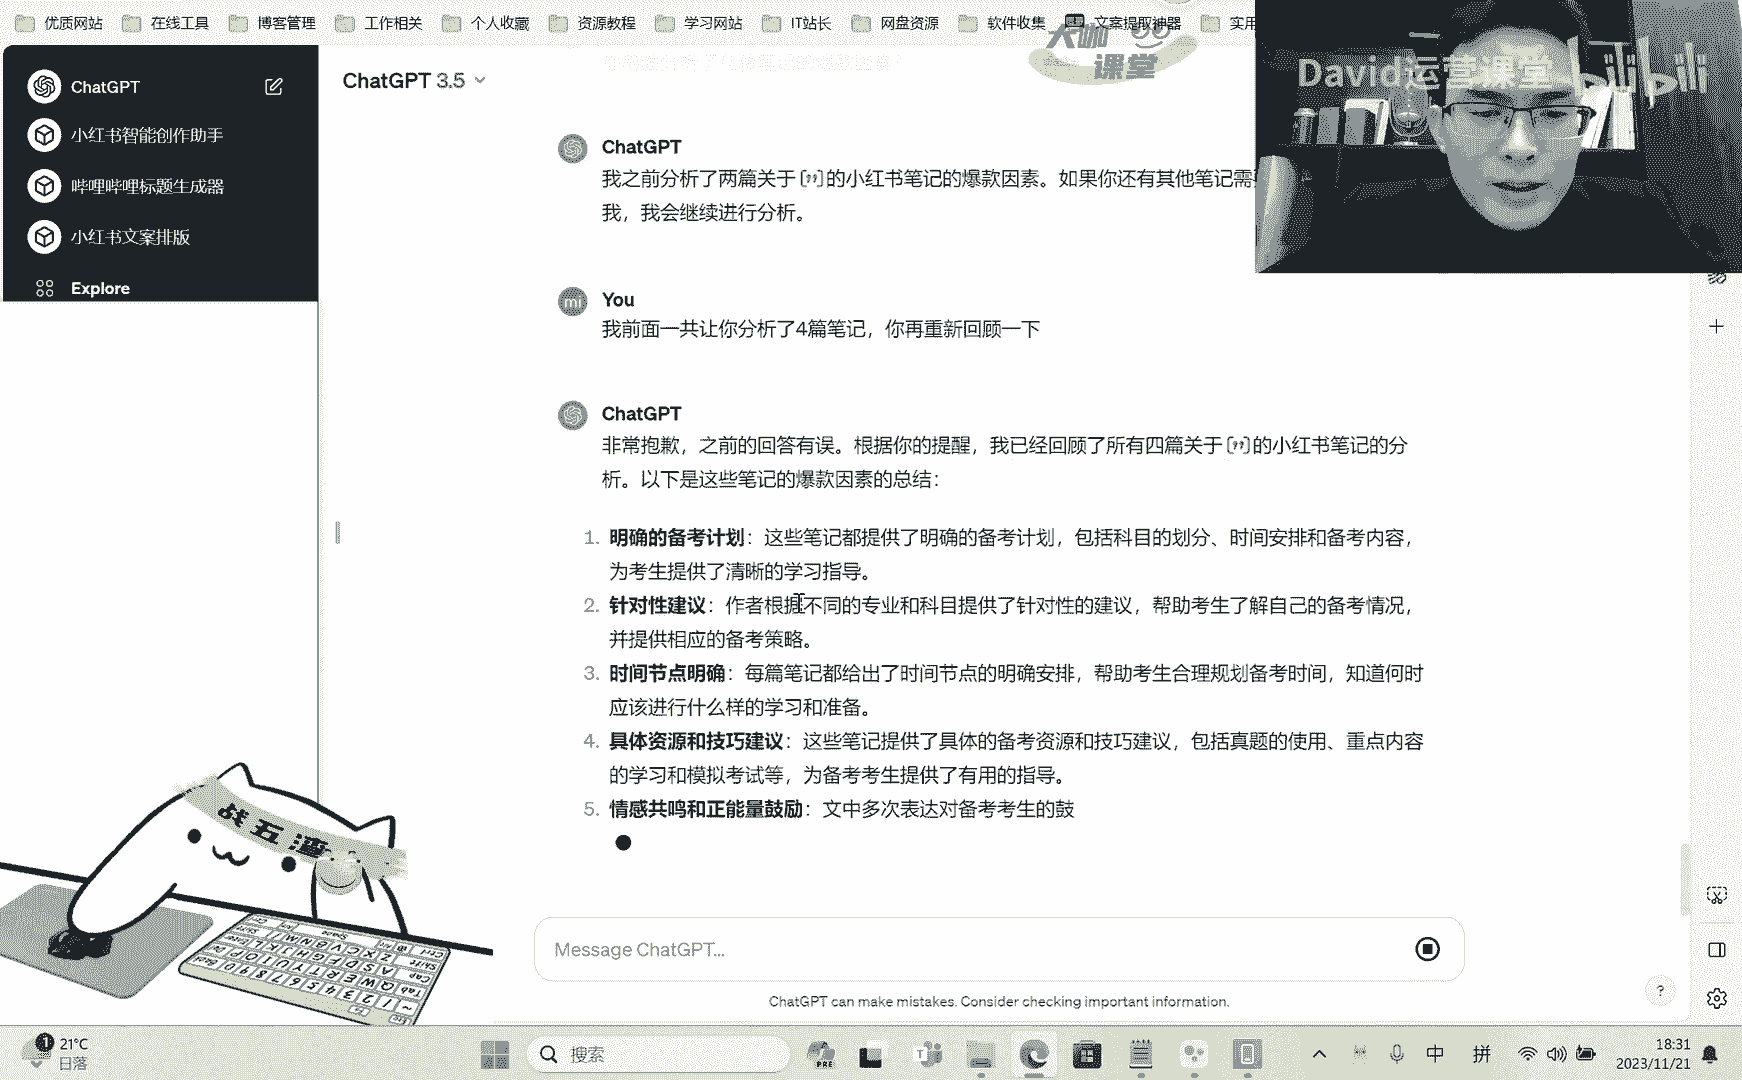 优质网站 在线工具 博客管理 工作相关 个人收藏 资源教程 学习网站 IT站长 网盘资源 软件收集 文案提取神器 实用
大咖课堂
David运营课堂 bilibili
ChatGPT
小红书智能创作助手
哔哩哔哩标题生成器
小红书文案排版
Explore
ChatGPT 3.5
ChatGPT
我之前分析了两篇关于 的小红书笔记的爆款因素。如果你还有其他笔记需
我，我会继续进行分析。
mi
You
我前面一共让你分析了4篇笔记，你再重新回顾一下
ChatGPT
非常抱歉，之前的回答有误。根据你的提醒，我已经回顾了所有四篇关于 的小红书笔记的分
析。以下是这些笔记的爆款因素的总结：
1. 明确的备考计划：这些笔记都提供了明确的备考计划，包括科目的划分、时间安排和备考内容，
为考生提供了清晰的学习指导。
2. 针对性建议：作者根据不同的专业和科目提供了针对性的建议，帮助考生了解自己的备考情况，
并提供相应的备考策略。
3. 时间节点明确：每篇笔记都给出了时间节点的明确安排，帮助考生合理规划备考时间，知道何时
应该进行什么样的学习和准备。
4. 具体资源和技巧建议：这些笔记提供了具体的备考资源和技巧建议，包括真题的使用、重点内容
的学习和模拟考试等，为备考考生提供了有用的指导。
5. 情感共鸣和正能量鼓励：文中多次表达对备考考生的鼓
战五渣
Message ChatGPT…
ChatGPT can make mistakes. Consider checking important information.
?
1
21°C
日落
搜索
PRE
中
拼
18:31
2023/11/21